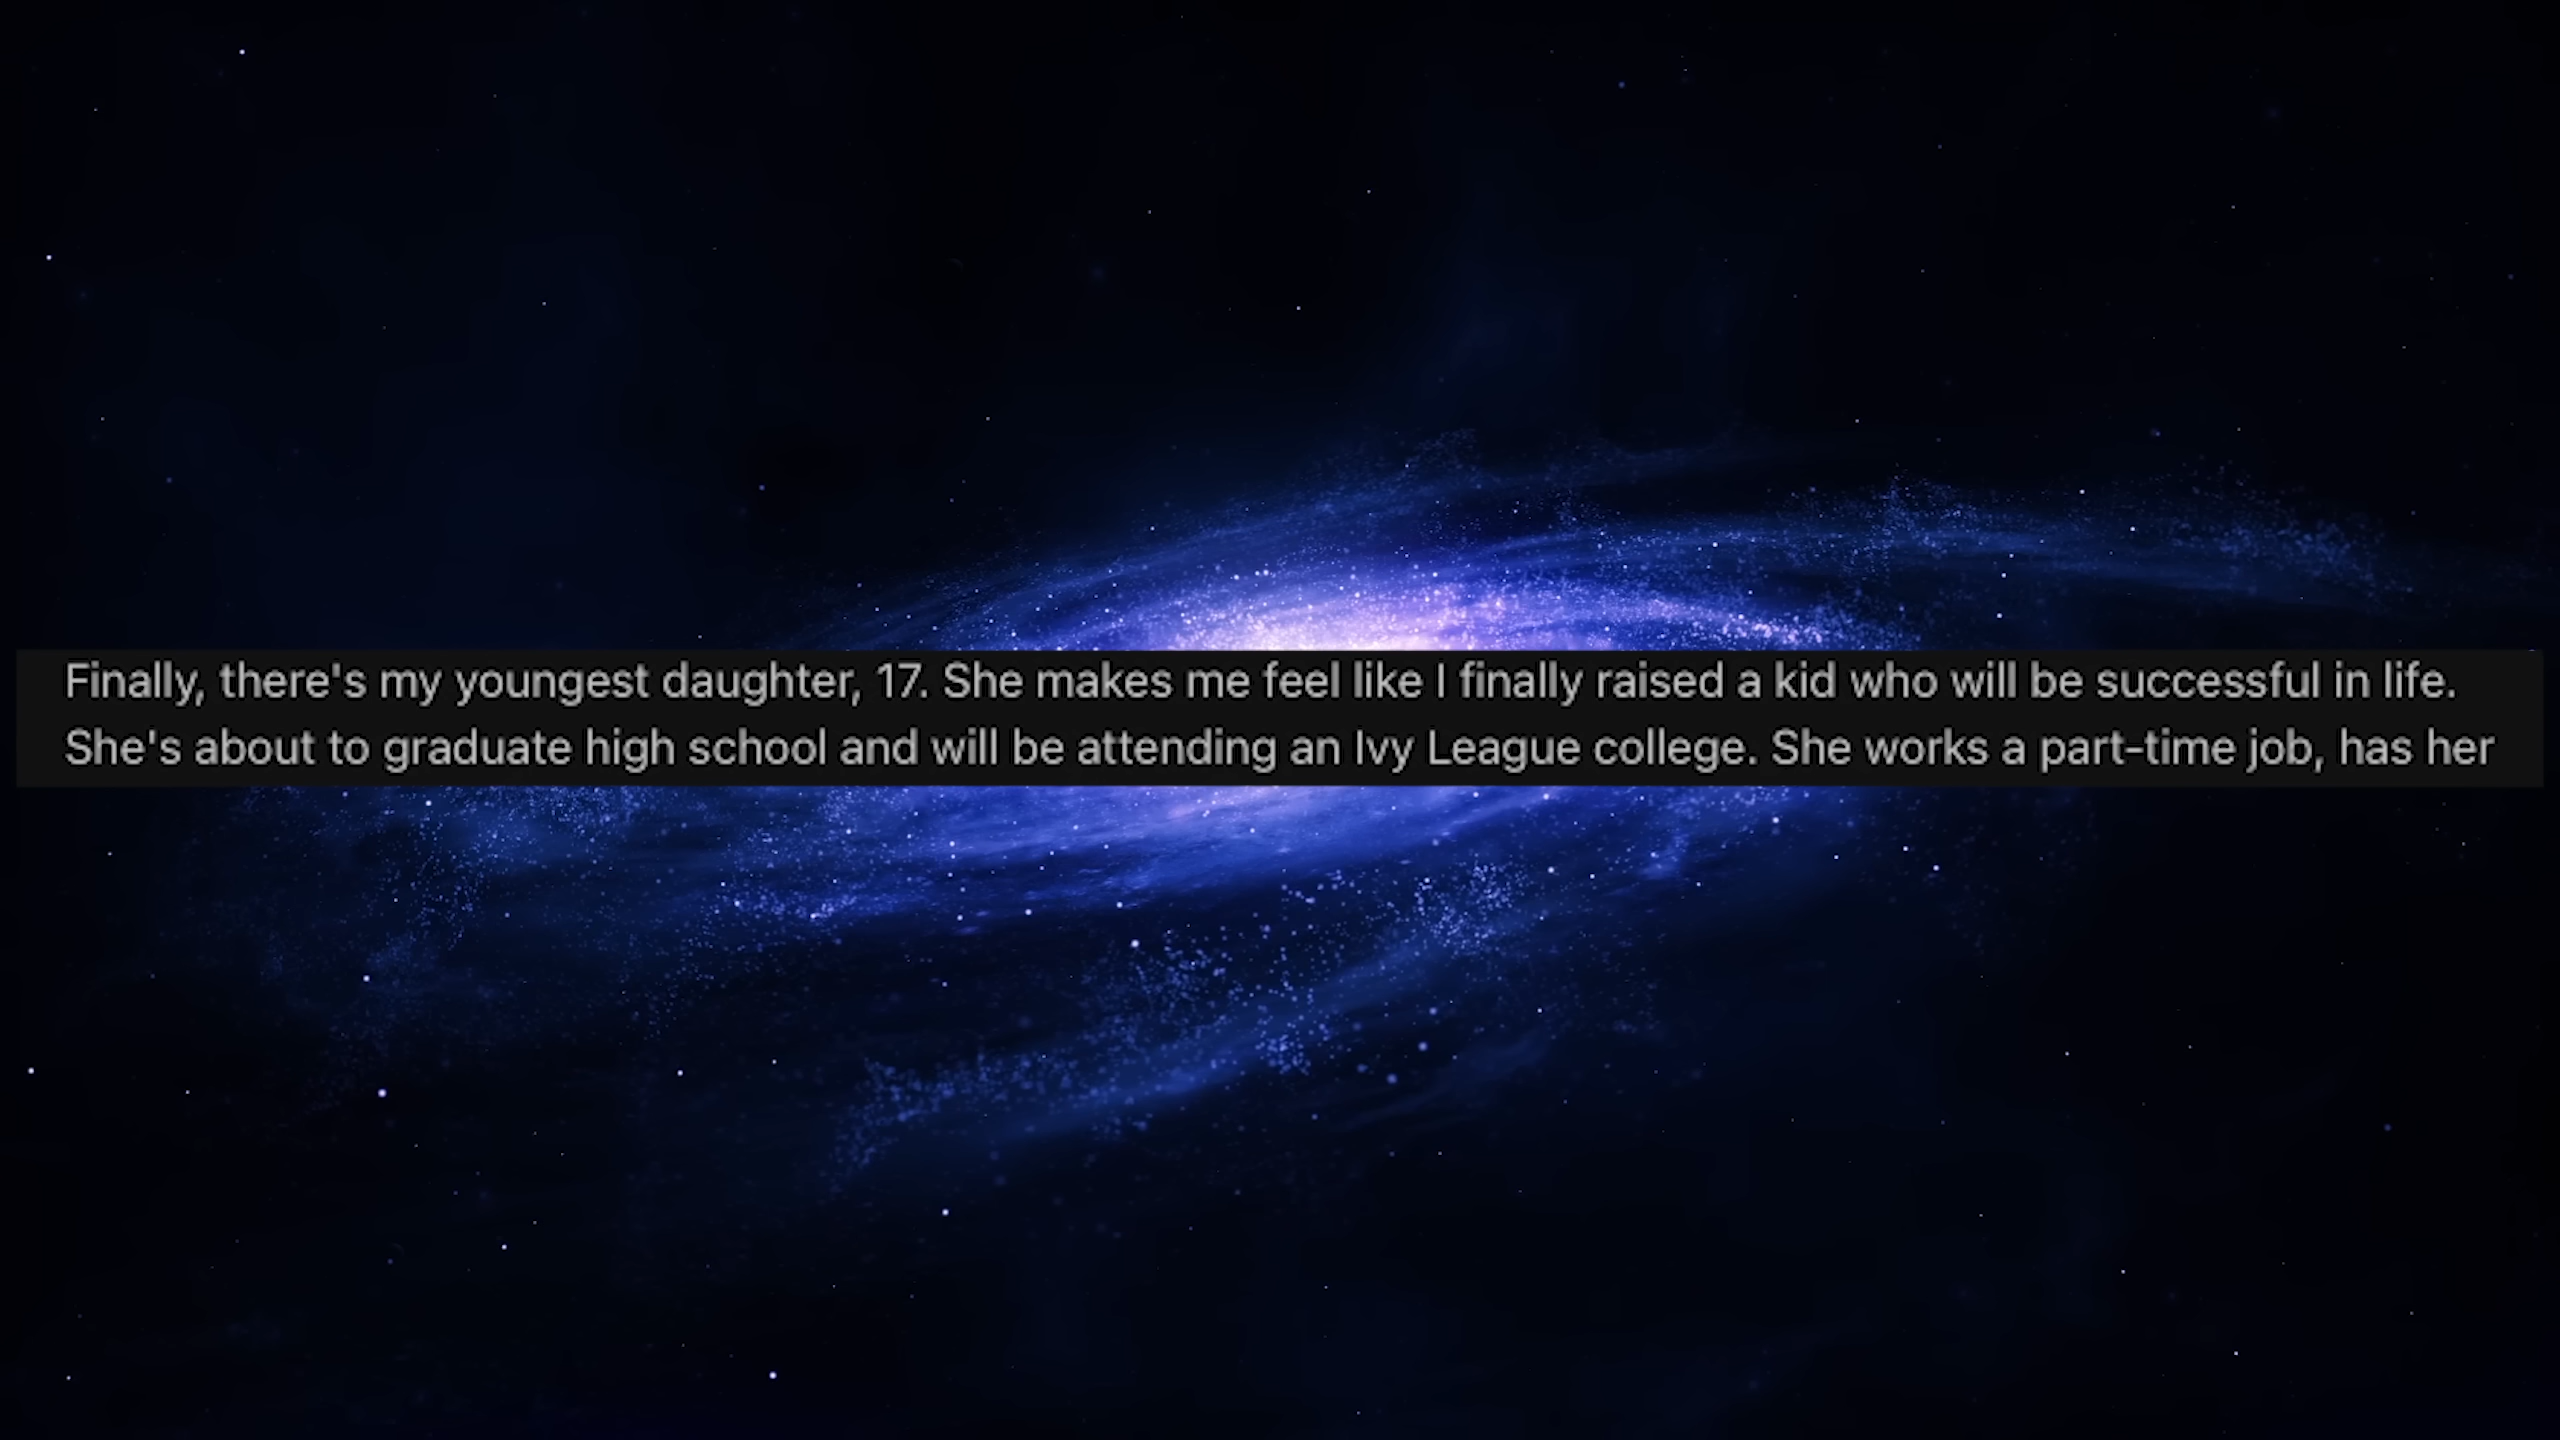 Finally, there's my youngest daughter, 17. She makes me feel like I finally raised a kid who will be successful in life.
She's about to graduate high school and will be attending an Ivy League college. She works a part-time job, has her